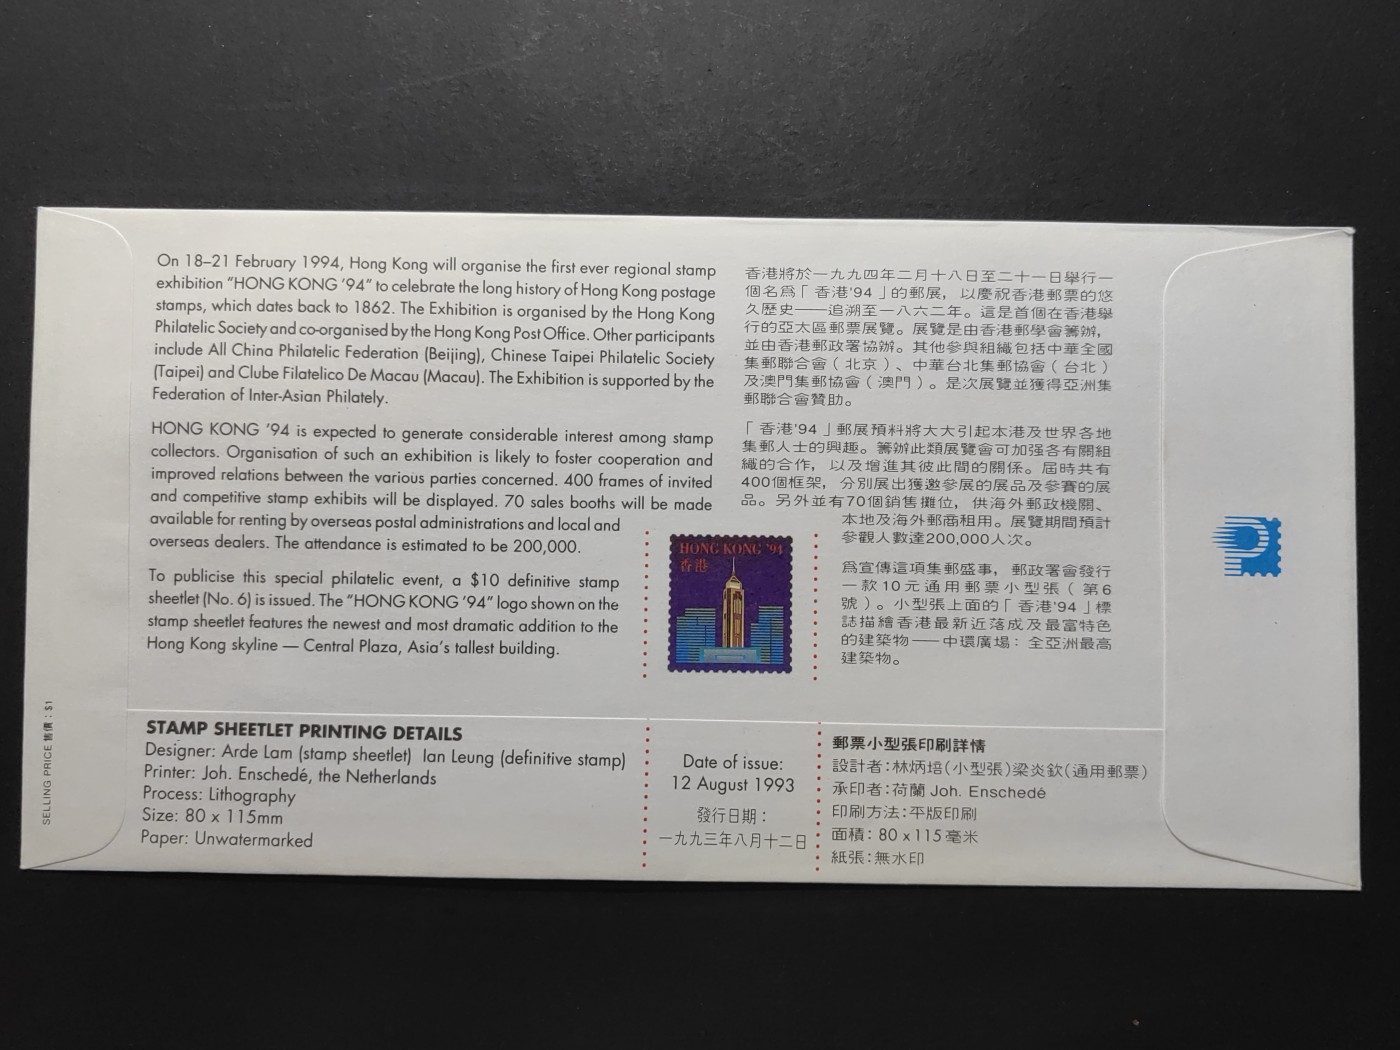 On 18–21 February 1994, Hong Kong will organise the first ever regional stamp
exhibition "HONG KONG '94" to celebrate the long history of Hong Kong postage
stamps, which dates back to 1862. The Exhibition is organised by the Hong Kong
Philatelic Society and co-organised by the Hong Kong Post Office. Other participants
include All China Philatelic Federation (Beijing), Chinese Taipei Philatelic Society
(Taipei) and Clube Filatelico De Macau (Macau). The Exhibition is supported by the
Federation of Inter-Asian Philately.
HONG KONG '94 is expected to generate considerable interest among stamp
collectors. Organisation of such an exhibition is likely to foster cooperation and
improved relations between the various parties concerned. 400 frames of invited
and competitive stamp exhibits will be displayed. 70 sales booths will be made
available for renting by overseas postal administrations and local and
overseas dealers. The attendance is estimated to be 200,000.
To publicise this special philatelic event, a $10 definitive stamp
sheetlet (No. 6) is issued. The "HONG KONG '94" logo shown on the
stamp sheetlet features the newest and most dramatic addition to the
Hong Kong skyline — Central Plaza, Asia's tallest building.
香港將於一九九四年二月十八日至二十一日舉行一
個名爲「香港'94」的郵展，以慶祝香港郵票的悠
久歷史——追溯至一八六二年。這是首個在香港舉
行的亞太區郵票展覽。展覽是由香港郵學會籌辦，
並由香港郵政署協辦。其他參與組織包括中華全國
集郵聯合會（北京）、中華台北集郵協會（台北）
及澳門集郵協會（澳門）。是次展覽並獲得亞洲集
郵聯合會贊助。
「香港'94」郵展預料將大大引起本港及世界各地
集郵人士的興趣。籌辦此類展覽會可加强各有關組
織的合作，以及增進其彼此間的關係。屆時共有
400個框架，分別展出獲邀參展的展品及參賽的展
品。另外並有70個銷售攤位，供海外郵政機關、
本地及海外郵商租用。展覽期間預計
參觀人數達200,000人次。
爲宣傳這項集郵盛事，郵政署會發行
一款10元通用郵票小型張（第6
號）。小型張上面的「香港'94」標
誌描繪香港最新近落成及最富特色
的建築物——中環廣場：全亞洲最高
建築物。
HONG KONG '94
香港
STAMP SHEETLET PRINTING DETAILS
Designer: Arde Lam (stamp sheetlet) Ian Leung (definitive stamp)
Printer: Joh. Enschedé, the Netherlands
Process: Lithography
Size: 80 x 115mm
Paper: Unwatermarked
Date of issue:
12 August 1993
發行日期：
一九九三年八月十二日
郵票小型張印刷詳情
設計者：林炳培（小型張）梁炎欽（通用郵票）
承印者：荷蘭 Joh. Enschedé
印刷方法：平版印刷
面積：80 x 115毫米
紙張：無水印
SELLING PRICE 售價：$1